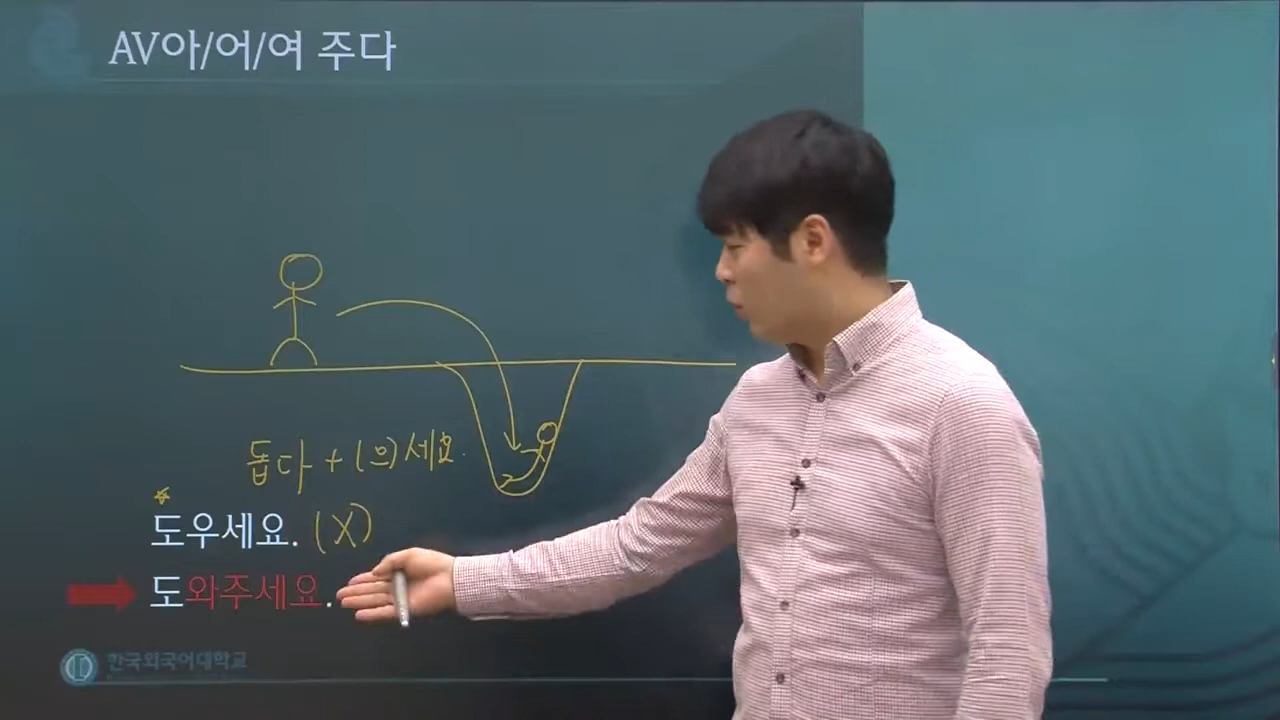 AV아/어/여 주다
돕다 + (으)세요.
도우세요. (X)
도와주세요.
한국외국어대학교